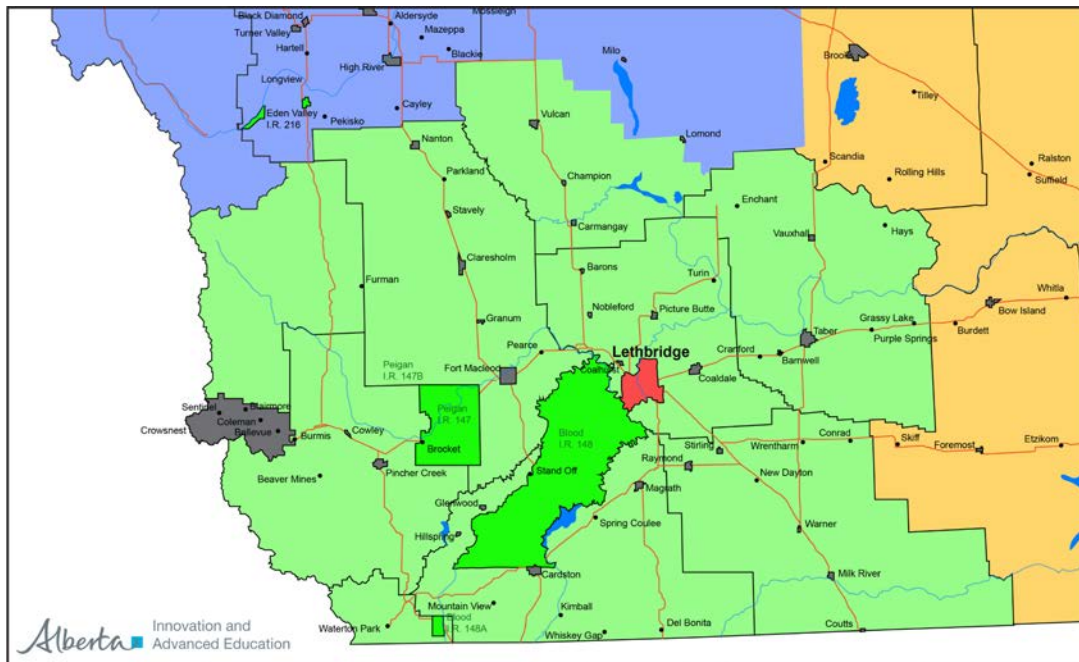 Black Diamond
Turner Valley
Hartell
Longview
Eden Valley
I.R. 216
Pekisko
Aldersyde
Mazeppa
Mossleigh
Blackie
High River
Cayley
Nanton
Parkland
Stavely
Claresholm
Furman
Granum
Vulcan
Champion
Carmangay
Barons
Nobleford
Milo
Lomond
Enchant
Turin
Picture Butte
Scandia
Tilley
Rolling Hills
Ralston
Suffield
Vauxhall
Hays
Whitla
Bow Island
Burdett
Grassy Lake
Purple Springs
Taber
Barnwell
Cranford
Coaldale
Lethbridge
Coalhurst
Pearce
Fort Macleod
Peigan
I.R. 147B
Peigan
I.R. 147
Brocket
Sentinel
Blairmore
Coleman
Crowsnest
Bellevue
Burmis
Cowley
Pincher Creek
Beaver Mines
Blood
I.R. 148
Stand Off
Glenwood
Hillspring
Stirling
Raymond
Magrath
Spring Coulee
Wrentharm
Conrad
Skiff
Foremost
Etzikom
New Dayton
Warner
Milk River
Coutts
Cardston
Mountain View
Blood
I.R. 148A
Waterton Park
Kimball
Whiskey Gap
Del Bonita
Alberta
Innovation and
Advanced Education